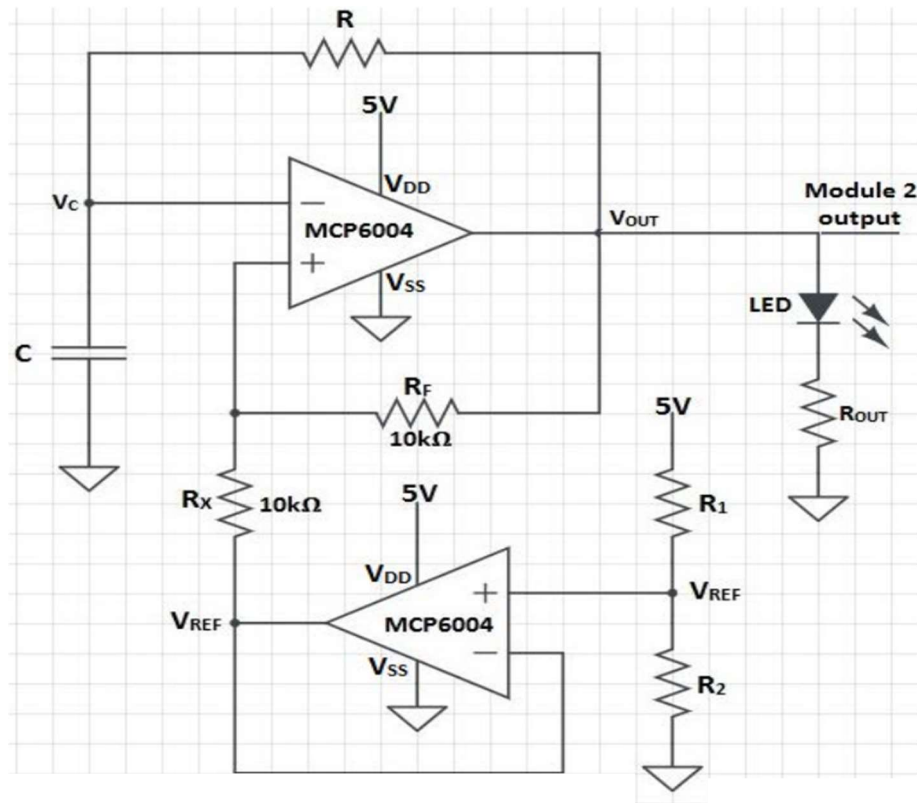 R
5V
VDD
Vc
MCP6004
VOUT
Module 2
output
VSS
LED
C
RF
10kΩ
5V
ROUT
RX
10kΩ
5V
R1
VDD
VREF
MCP6004
VREF
VSS
R2